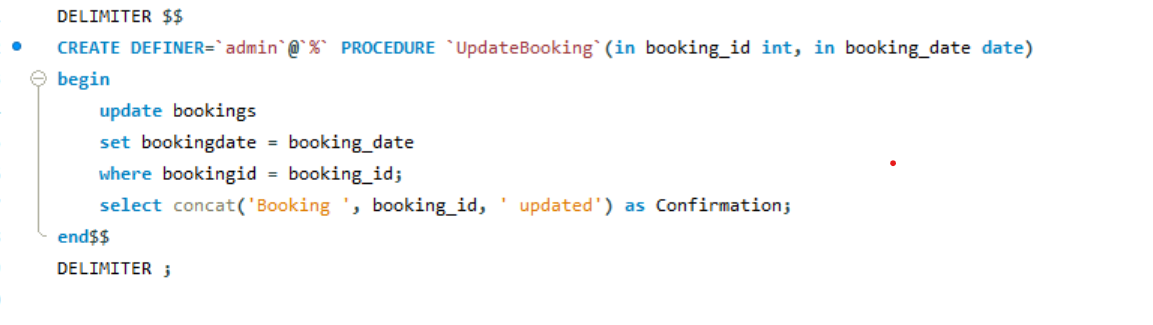 DELIMITER $$
CREATE DEFINER=`admin`@`%` PROCEDURE `UpdateBooking`(in booking_id int, in booking_date date)
begin
    update bookings
    set bookingdate = booking_date
    where bookingid = booking_id;
    select concat('Booking ', booking_id, ' updated') as Confirmation;
end$$
DELIMITER ;